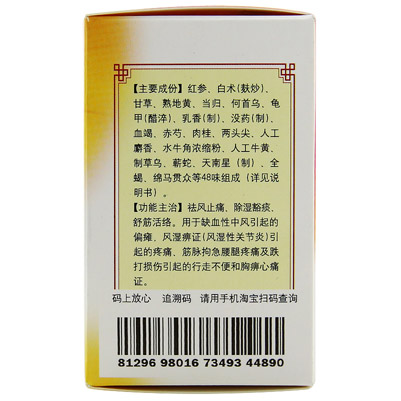 【主要成份】红参、白术(麸炒)、
甘草、熟地黄、当归、何首乌、龟
甲(醋淬)、乳香(制)、没药(制)、
血竭、赤芍、肉桂、两头尖、人工
麝香、水牛角浓缩粉、人工牛黄、
制草乌、蕲蛇、天南星（制）、全
蝎、绵马贯众等48味组成（详见说
明书）。
【功能主治】祛风止痛、除湿豁痰、
舒筋活络。用于缺血性中风引起的
偏瘫、风湿痹证(风湿性关节炎)引
起的疼痛、筋脉拘急腰腿疼痛及跌
打损伤引起的行走不便和胸痹心痛
证。
码上放心 追溯码 请用手机淘宝扫码查询
81296 98016 73493 44890